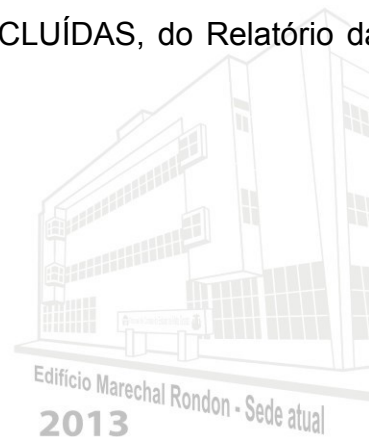 CLUÍDAS, do Relatório da
Edifício Marechal Rondon - Sede atual
2013